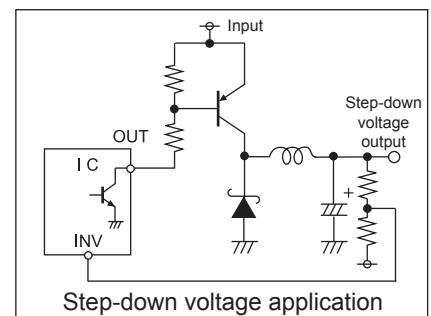 Input
Step-down
voltage
output
OUT
I C
+
INV
Step-down voltage application